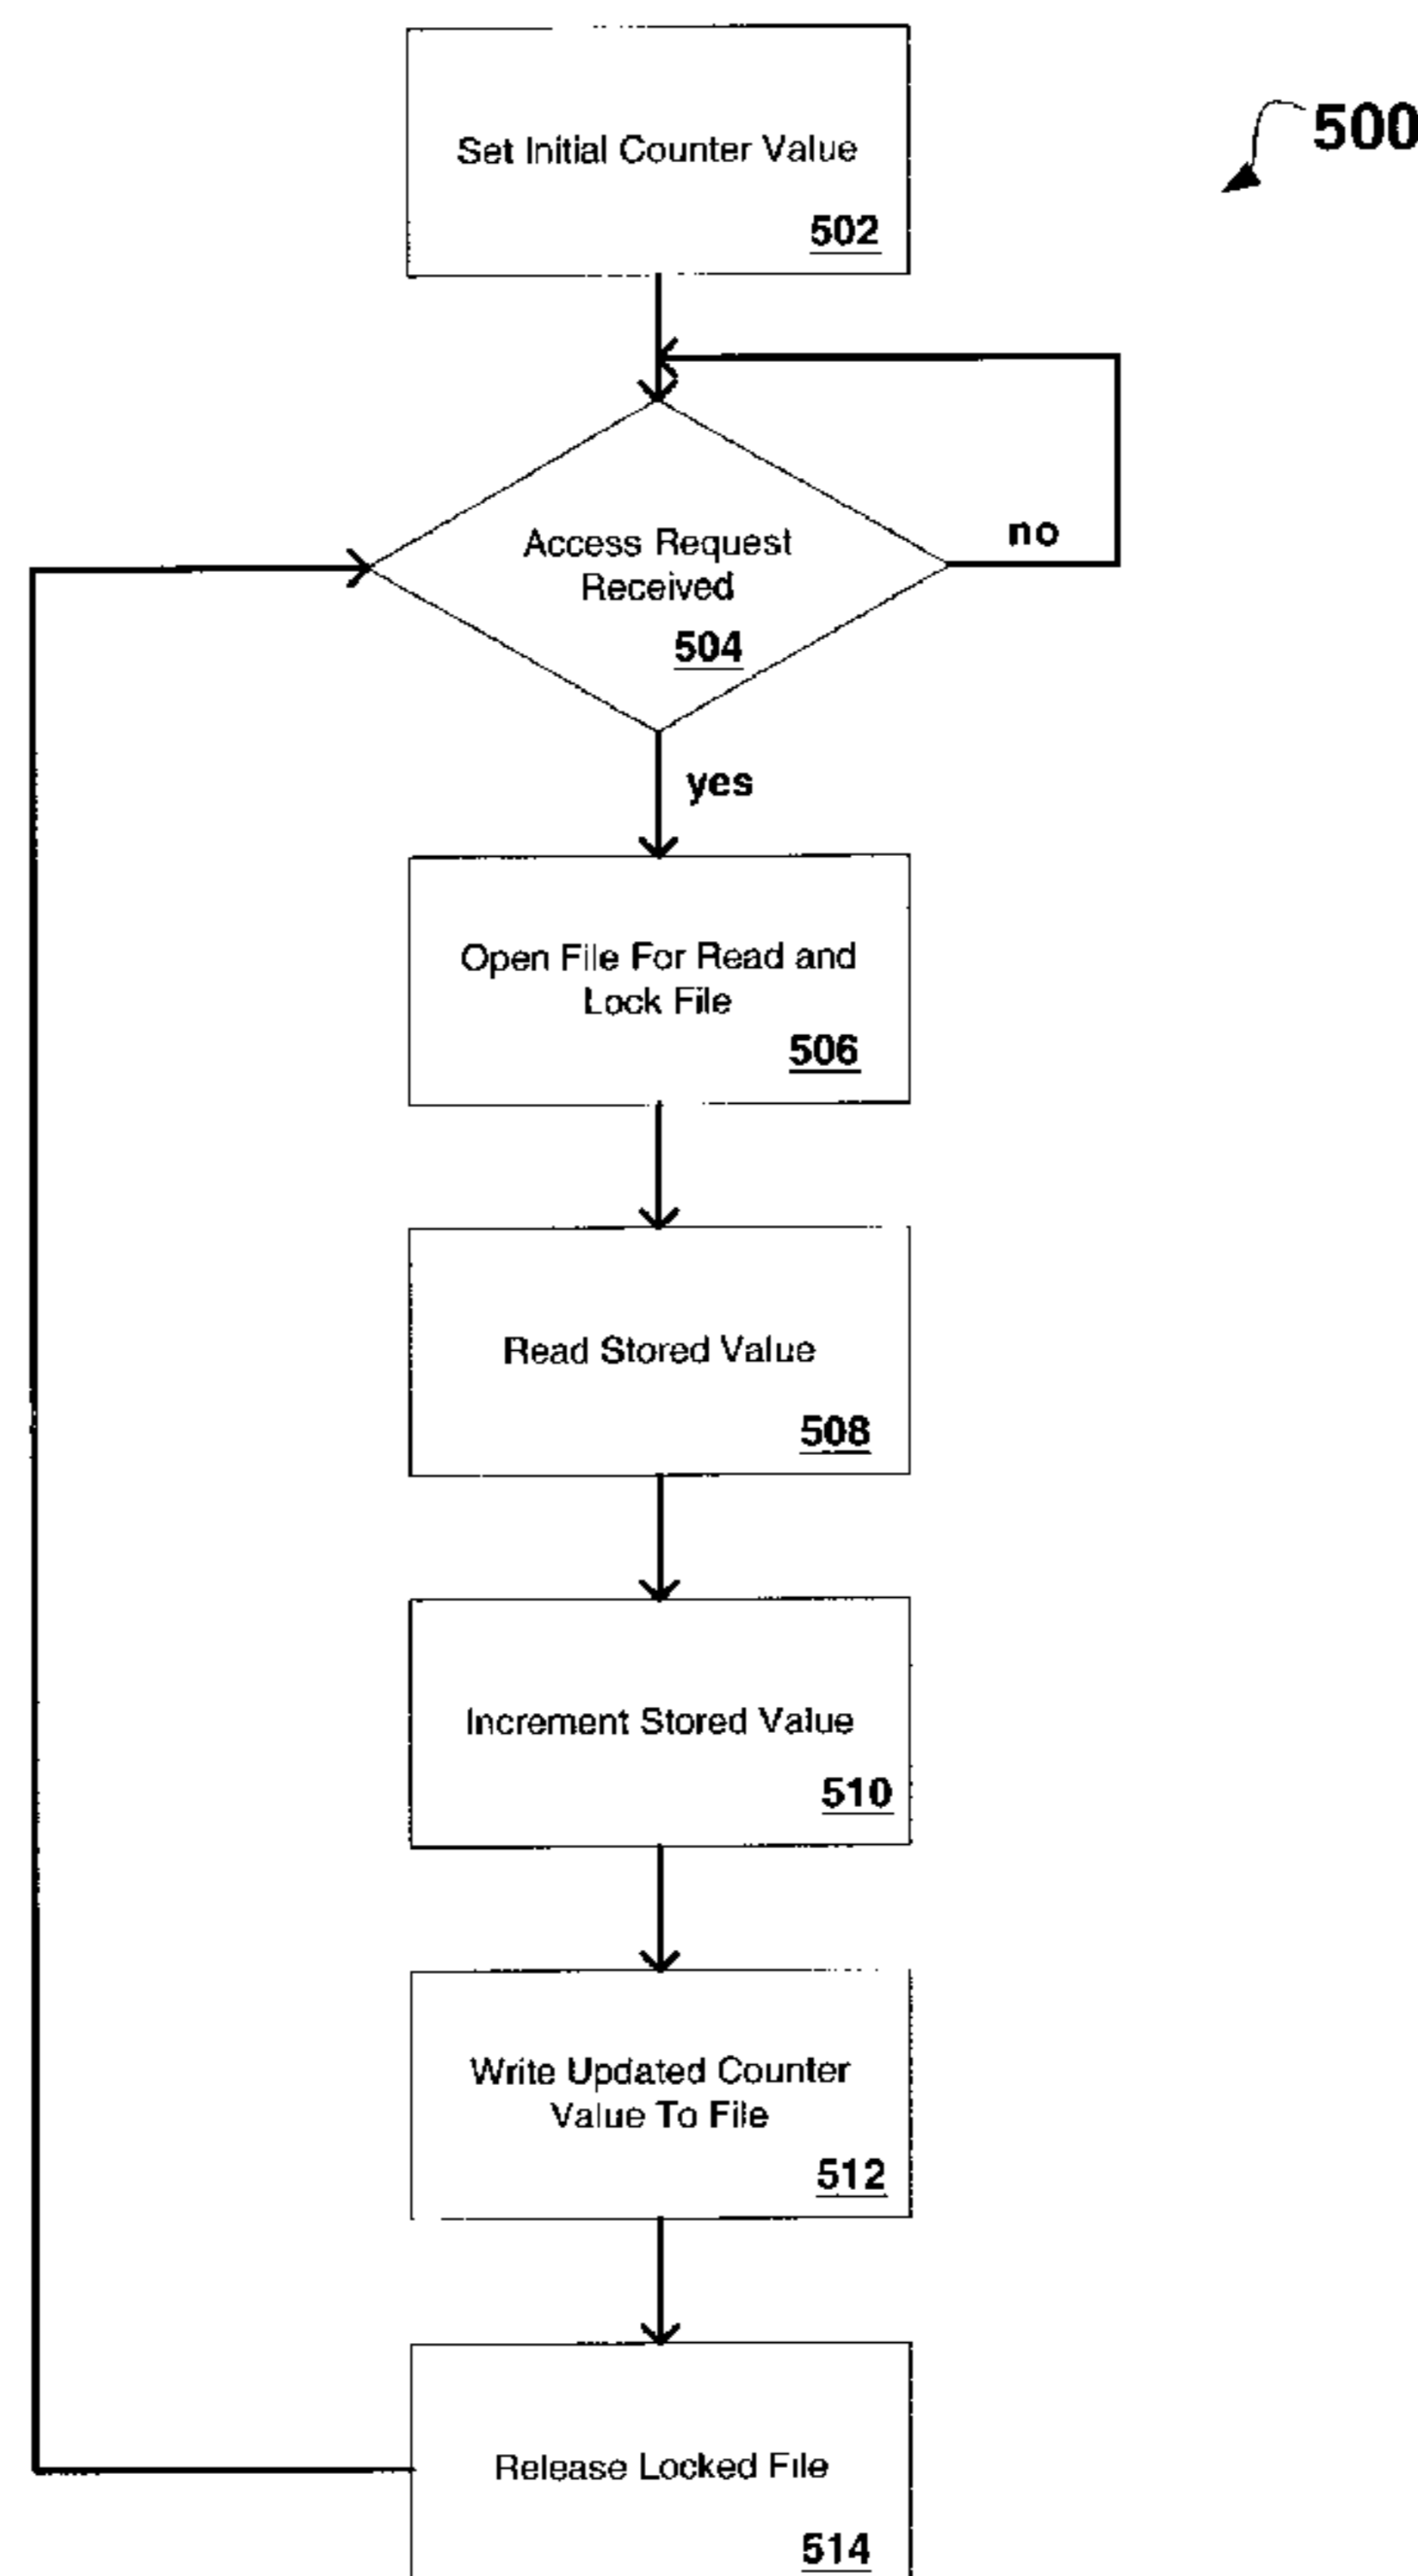 500
Set Initial Counter Value
502
Access Request
Received
504
no
yes
Open File For Read and
Lock File
506
Read Stored Value
508
Increment Stored Value
510
Write Updated Counter
Value To File
512
Release Locked File
514